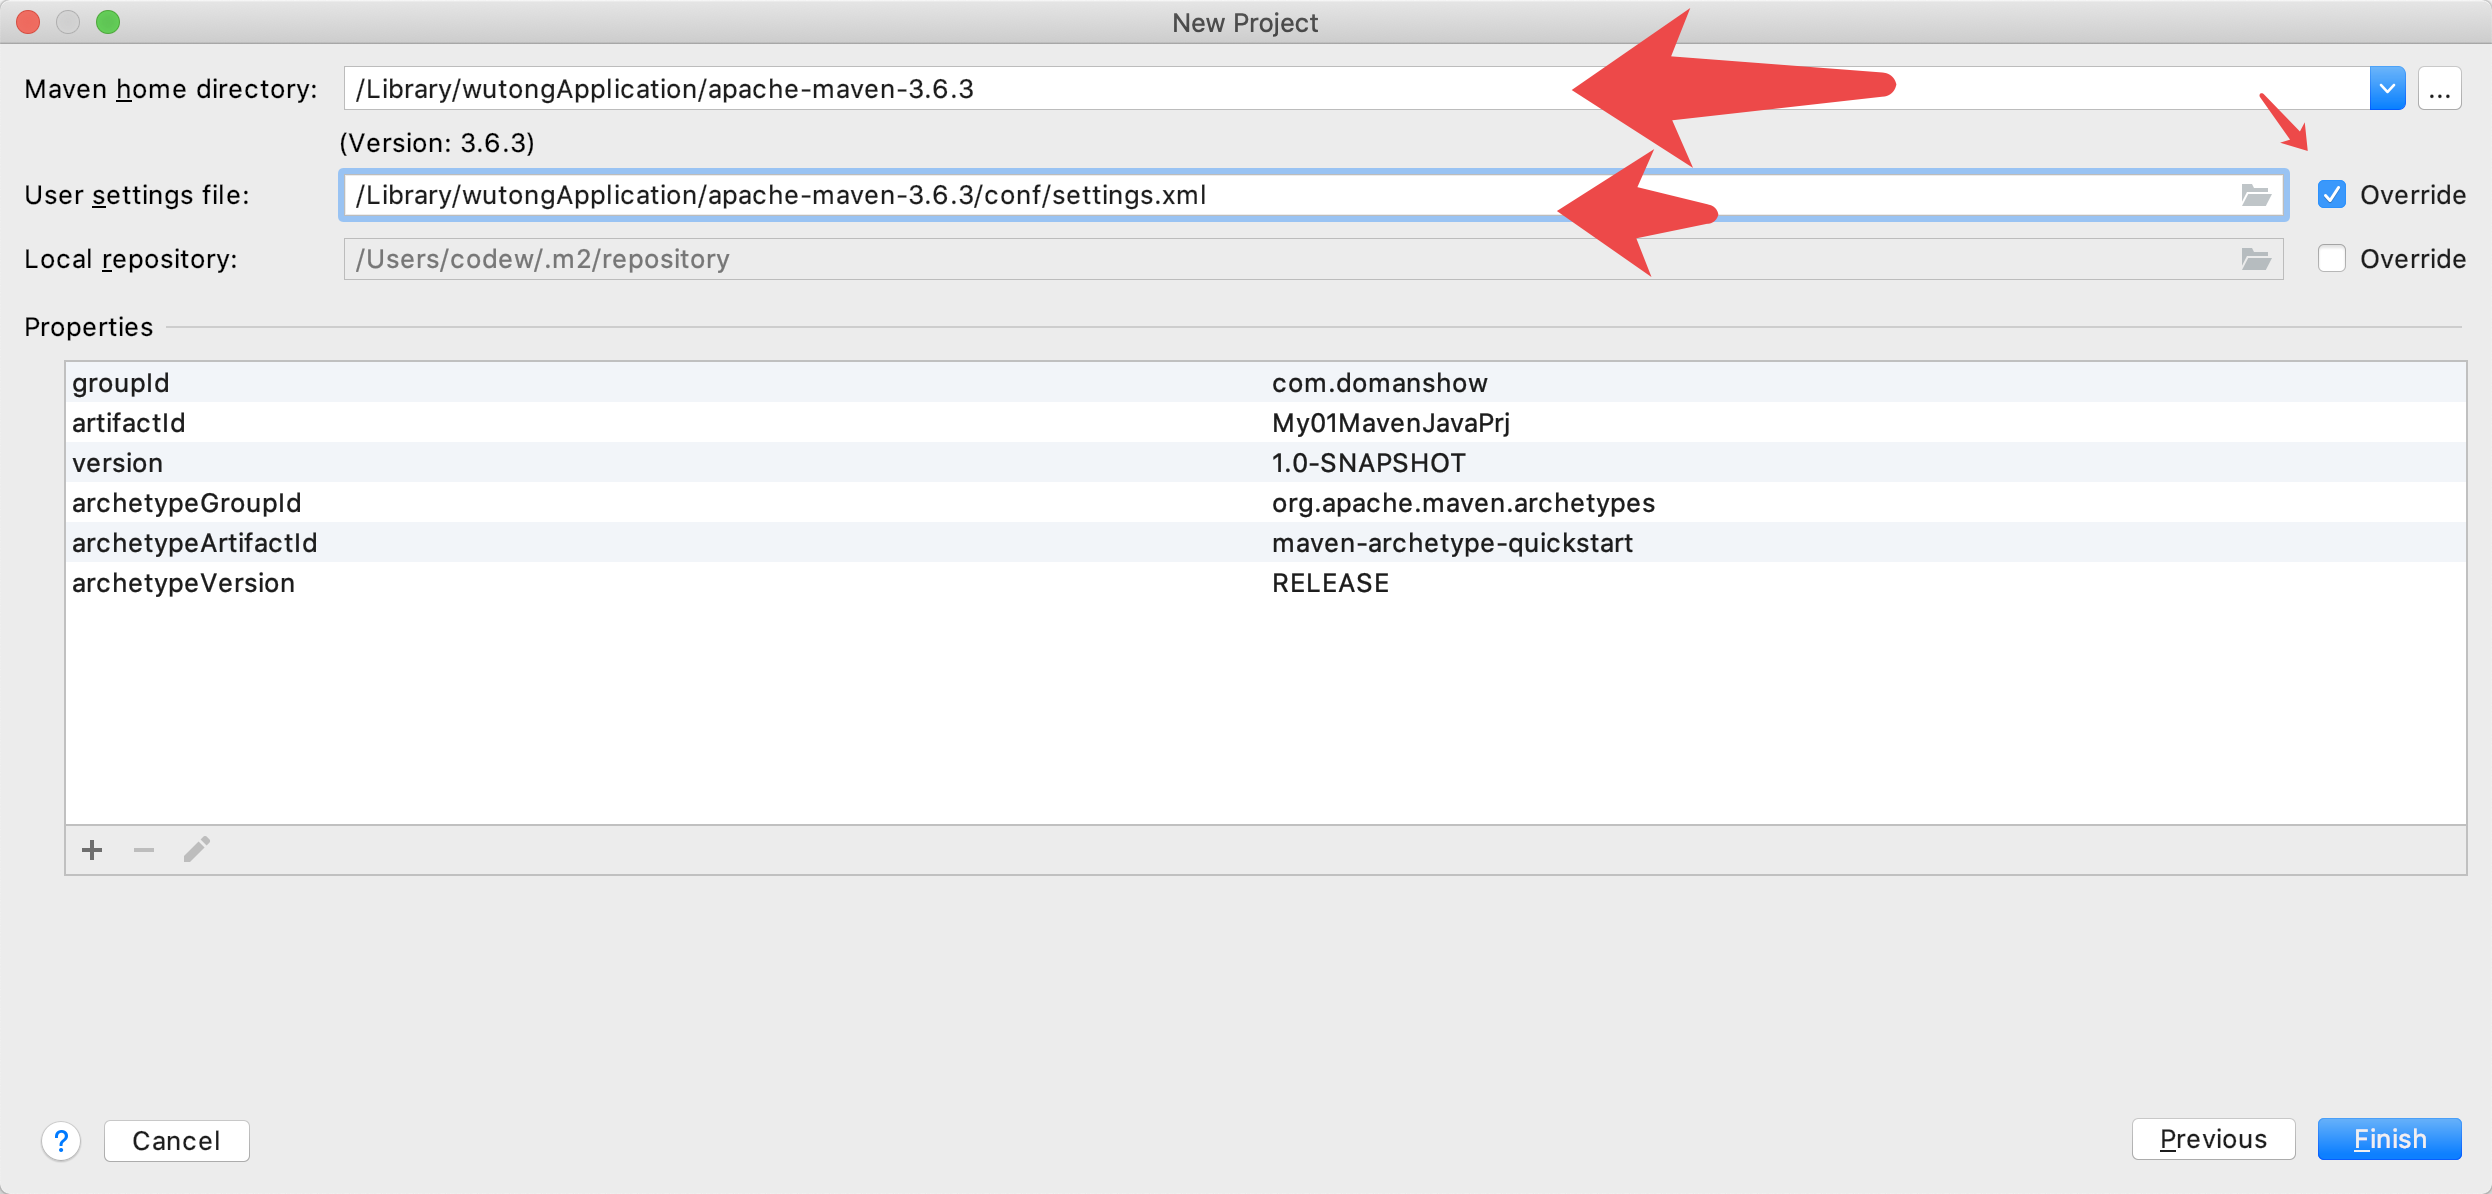 New Project
Maven home directory: /Library/wutongApplication/apache-maven-3.6.3 ...
(Version: 3.6.3)
User settings file: /Library/wutongApplication/apache-maven-3.6.3/conf/settings.xml Override
Local repository: /Users/codew/.m2/repository Override
Properties
groupId com.domanshow
artifactId My01MavenJavaPrj
version 1.0-SNAPSHOT
archetypeGroupId org.apache.maven.archetypes
archetypeArtifactId maven-archetype-quickstart
archetypeVersion RELEASE
? Cancel Previous Finish